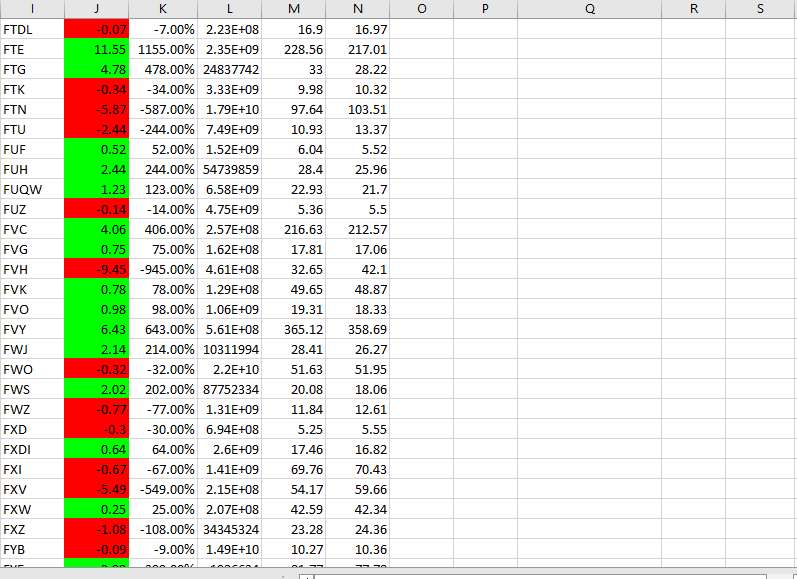 I J K L M N O P Q R S
FTDL -0.07 -7.00% 2.23E+08 16.9 16.97
FTE 11.55 1155.00% 2.35E+09 228.56 217.01
FTG 4.78 478.00% 24837742 33 28.22
FTK -0.34 -34.00% 3.33E+09 9.98 10.32
FTN -5.87 -587.00% 1.79E+10 97.64 103.51
FTU -2.44 -244.00% 7.49E+09 10.93 13.37
FUF 0.52 52.00% 1.52E+09 6.04 5.52
FUH 2.44 244.00% 54739859 28.4 25.96
FUQW 1.23 123.00% 6.58E+09 22.93 21.7
FUZ -0.14 -14.00% 4.75E+09 5.36 5.5
FVC 4.06 406.00% 2.57E+08 216.63 212.57
FVG 0.75 75.00% 1.62E+08 17.81 17.06
FVH -9.45 -945.00% 4.61E+08 32.65 42.1
FVK 0.78 78.00% 1.29E+08 49.65 48.87
FVO 0.98 98.00% 1.06E+09 19.31 18.33
FVY 6.43 643.00% 5.61E+08 365.12 358.69
FWJ 2.14 214.00% 10311994 28.41 26.27
FWO -0.32 -32.00% 2.2E+10 51.63 51.95
FWS 2.02 202.00% 87752334 20.08 18.06
FWZ -0.77 -77.00% 1.31E+09 11.84 12.61
FXD -0.3 -30.00% 6.94E+08 5.25 5.55
FXDI 0.64 64.00% 2.6E+09 17.46 16.82
FXI -0.67 -67.00% 1.41E+09 69.76 70.43
FXV -5.49 -549.00% 2.15E+08 54.17 59.66
FXW 0.25 25.00% 2.07E+08 42.59 42.34
FXZ -1.08 -108.00% 34345324 23.28 24.36
FYB -0.09 -9.00% 1.49E+10 10.27 10.36